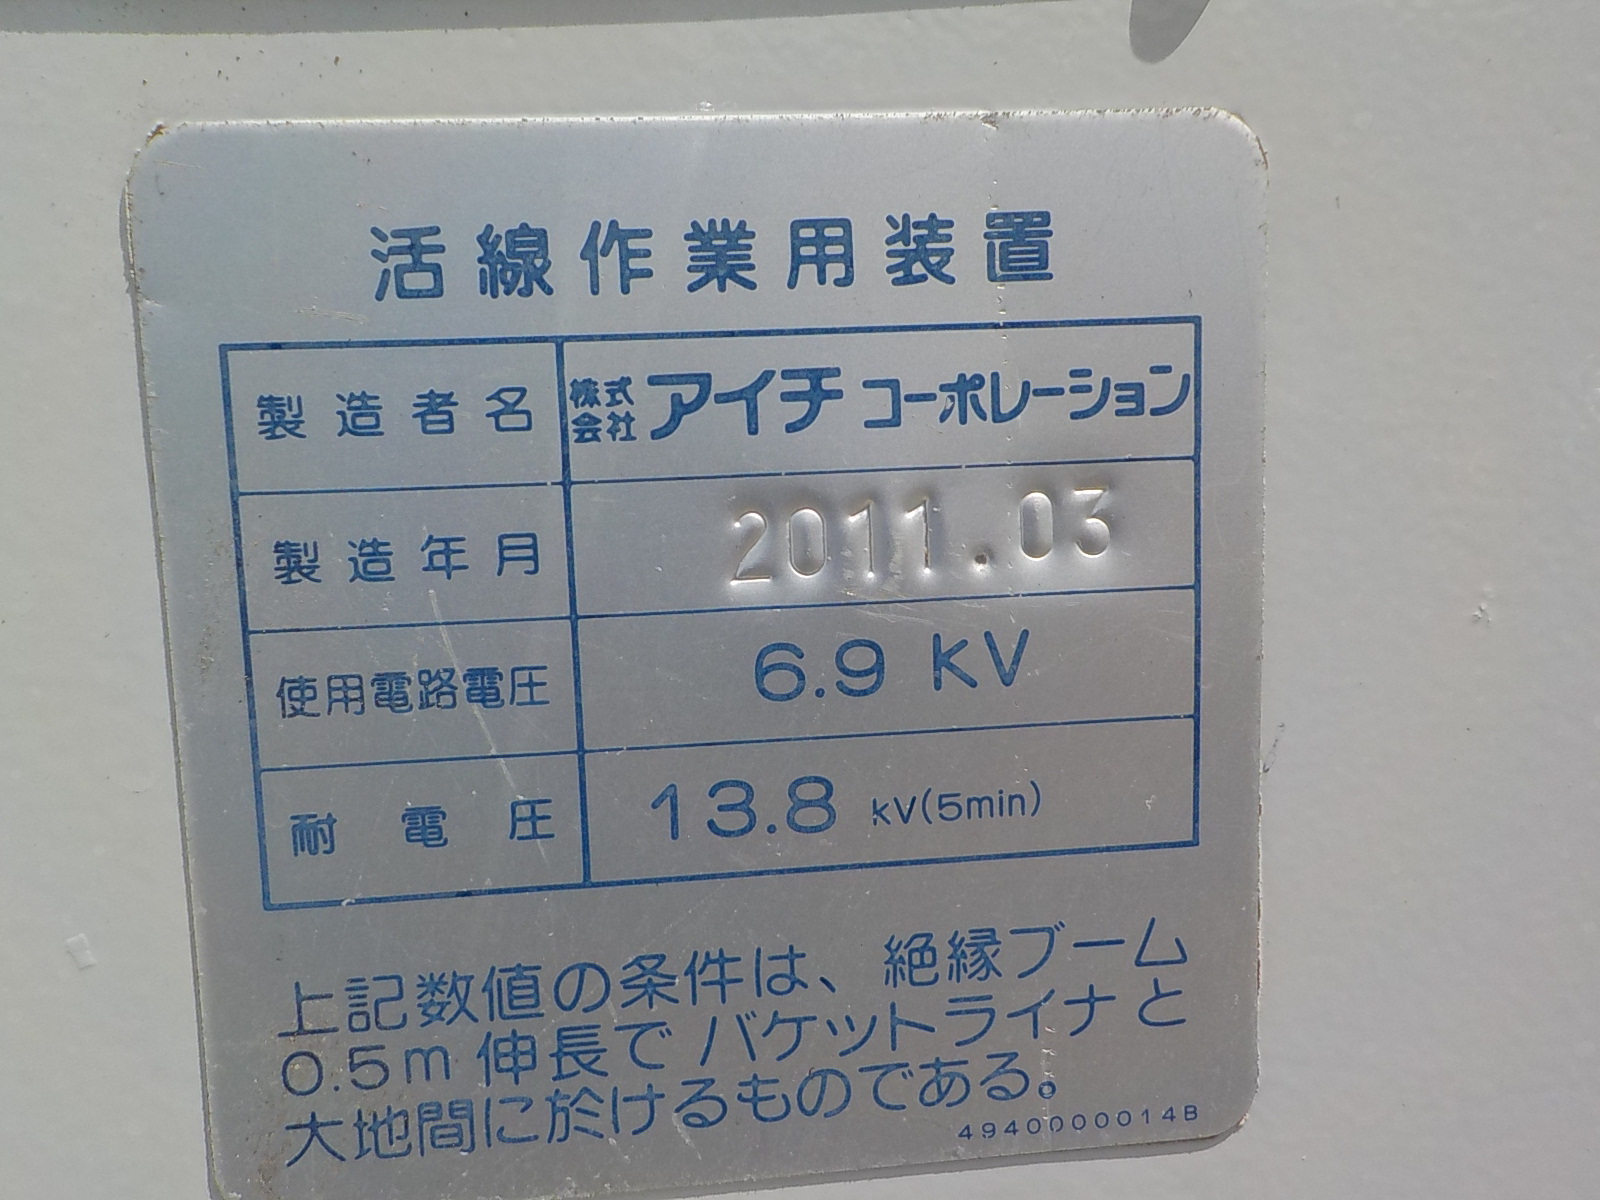 活線作業用装置
製造者名 株式会社アイチコーポレーション
製造年月 2011.03
使用電路電圧 6.9 KV
耐電圧 13.8 kV(5min)
上記数値の条件は、絶縁ブーム
0.5m伸長でバケットライナと
大地間に於けるものである。
4940000014B